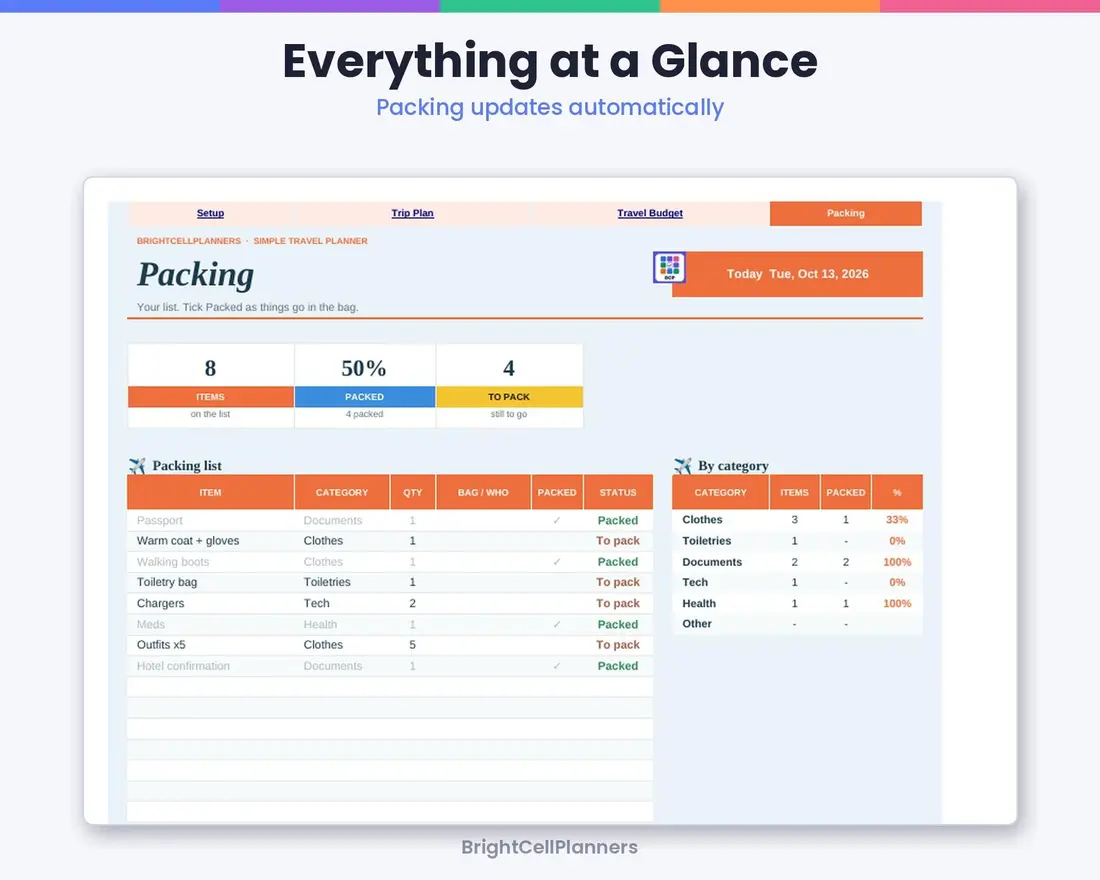 Everything at a Glance
Packing updates automatically
Setup Trip Plan Travel Budget Packing
BRIGHTCELLPLANNERS · SIMPLE TRAVEL PLANNER
Packing
BCP
Today Tue, Oct 13, 2026
Your list. Tick Packed as things go in the bag.
8 50% 4
ITEMS PACKED TO PACK
on the list 4 packed still to go
Packing list
ITEM CATEGORY QTY BAG / WHO PACKED STATUS
Passport Documents 1 ✓ Packed
Warm coat + gloves Clothes 1 To pack
Walking boots Clothes 1 ✓ Packed
Toiletry bag Toiletries 1 To pack
Chargers Tech 2 To pack
Meds Health 1 ✓ Packed
Outfits x5 Clothes 5 To pack
Hotel confirmation Documents 1 ✓ Packed
By category
CATEGORY ITEMS PACKED %
Clothes 3 1 33%
Toiletries 1 - 0%
Documents 2 2 100%
Tech 1 - 0%
Health 1 1 100%
Other - -
BrightCellPlanners